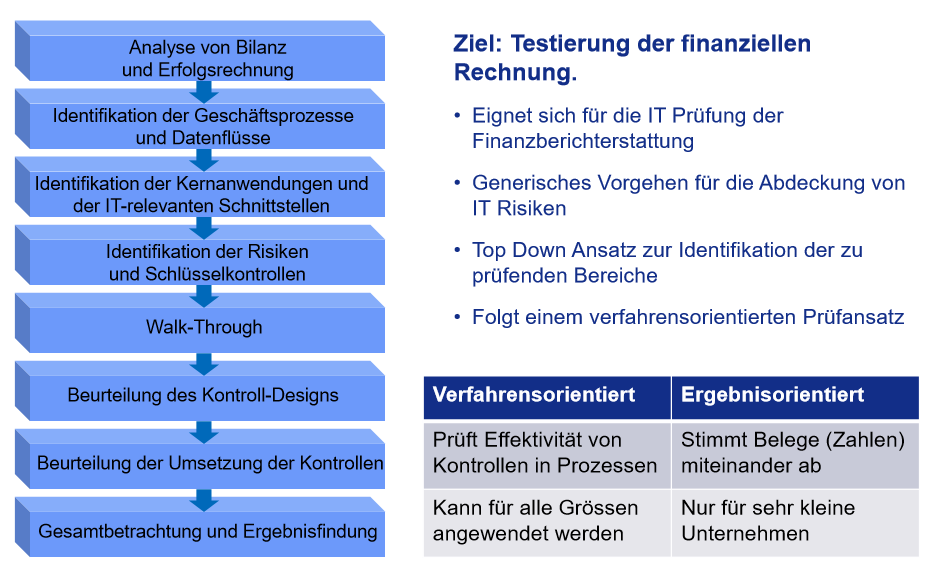 Analyse von Bilanz
und Erfolgsrechnung
Identifikation der Geschäftsprozesse
und Datenflüsse
Identifikation der Kernanwendungen und
der IT-relevanten Schnittstellen
Identifikation der Risiken
und Schlüsselkontrollen
Walk-Through
Beurteilung des Kontroll-Designs
Beurteilung der Umsetzung der Kontrollen
Gesamtbetrachtung und Ergebnisfindung
Ziel: Testierung der finanziellen
Rechnung.
• Eignet sich für die IT Prüfung der
Finanzberichterstattung
• Generisches Vorgehen für die Abdeckung von
IT Risiken
• Top Down Ansatz zur Identifikation der zu
prüfenden Bereiche
• Folgt einem verfahrensorientierten Prüfansatz
Verfahrensorientiert
Ergebnisorientiert
Prüft Effektivität von
Kontrollen in Prozessen
Stimmt Belege (Zahlen)
miteinander ab
Kann für alle Grössen
angewendet werden
Nur für sehr kleine
Unternehmen